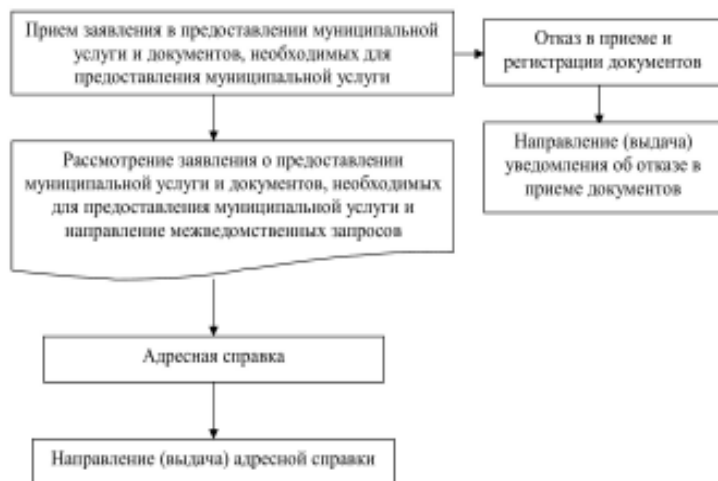 Прием заявления в предоставлении муниципальной
услуги и документов, необходимых для
предоставления муниципальной услуги
Отказ в приеме и
регистрации документов
Направление (выдача)
уведомления об отказе в
приеме документов
Рассмотрение заявления о предоставлении
муниципальной услуги и документов, необходимых
для предоставления муниципальной услуги и
направление межведомственных запросов
Адресная справка
Направление (выдача) адресной справки